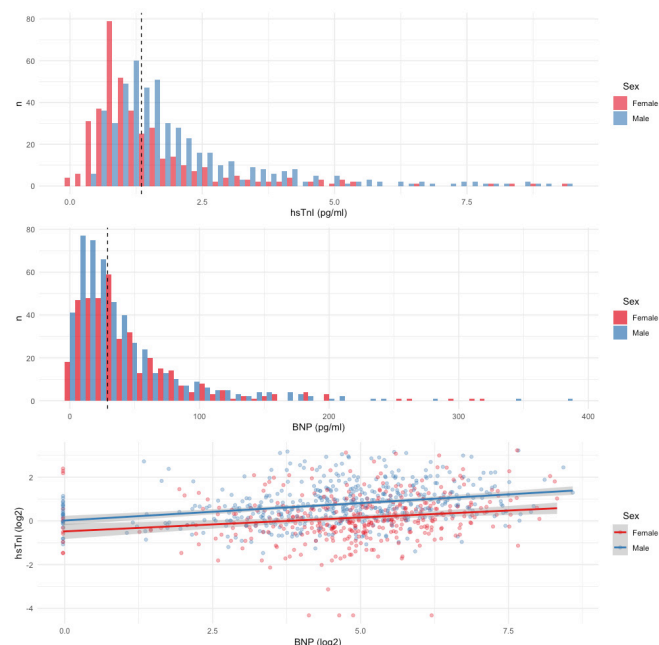 80
60
40
20
0
n
0.0 2.5 5.0 7.5
hsTnI (pg/ml)
Sex
Female
Male
80
60
40
20
0
n
0 100 200 300 400
BNP (pg/ml)
Sex
Female
Male
2
0
-2
-4
hsTnI (log2)
0.0 2.5 5.0 7.5
BNP (log2)
Sex
Female
Male